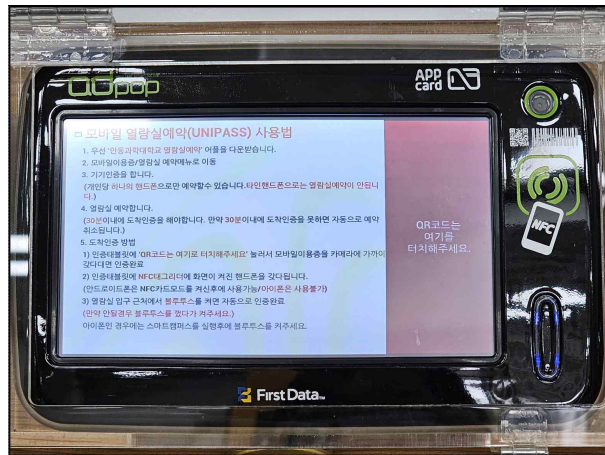 adpop
APP
card
모바일 열람실예약(UNIPASS) 사용법
1. 우선 '안동과학대학교 열람실예약' 어플을 다운받습니다.
2. 모바일이용증/열람실 예약메뉴로 이동
3. 기기인증을 합니다.
(개인당 하나의 핸드폰으로만 예약할수 있습니다.타인핸드폰으로는 열람실예약이 안됩니
다.)
4. 열람실 예약합니다.
(30분이내에 도착인증을 해야합니다. 만약 30분이내에 도착인증을 못하면 자동으로 예약
취소됩니다.)
5. 도착인증 방법
1) 인증태블릿에 'QR코드는 여기로 터치해주세요' 눌러서 모바일이용증을 카메라에 가까이
갖다대면 인증완료
2) 인증태블릿에 NFC태그리더에 화면이 켜진 핸드폰을 갖다됩니다.
(안드로이드폰은 NFC카드모드를 켜신후에 사용가능/아이폰은 사용불가)
3) 열람실 입구 근처에서 블루투스를 켜면 자동으로 인증완료
(만약 안될경우 블루투스를 껐다가 켜주세요.)
아이폰인 경우에는 스마트캠퍼스를 실행후에 블루투스를 켜주세요.
QR코드는
여기를
터치해주세요.
NFC
First Data